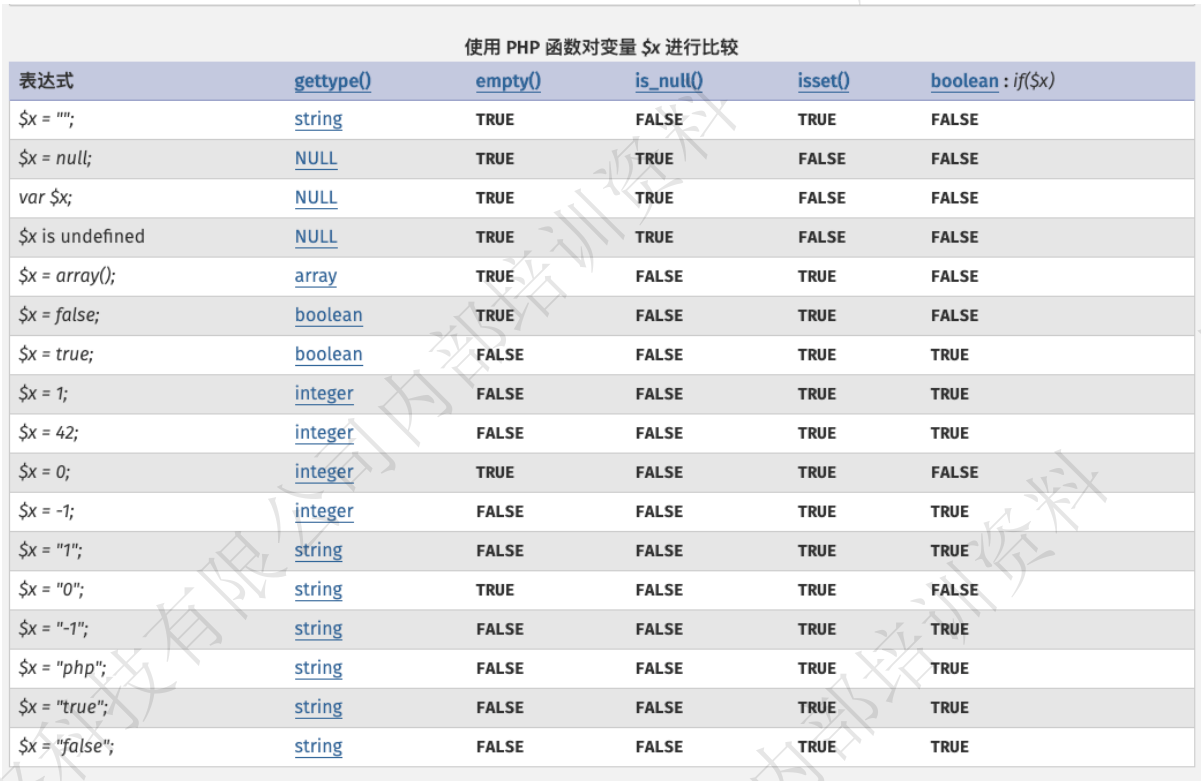 使用 PHP 函数对变量 $x 进行比较
表达式 gettype() empty() is_null() isset() boolean : if($x)
$x = ""; string TRUE FALSE TRUE FALSE
$x = null; NULL TRUE TRUE FALSE FALSE
var $x; NULL TRUE TRUE FALSE FALSE
$x is undefined NULL TRUE TRUE FALSE FALSE
$x = array(); array TRUE FALSE TRUE FALSE
$x = false; boolean TRUE FALSE TRUE FALSE
$x = true; boolean FALSE FALSE TRUE TRUE
$x = 1; integer FALSE FALSE TRUE TRUE
$x = 42; integer FALSE FALSE TRUE TRUE
$x = 0; integer TRUE FALSE TRUE FALSE
$x = -1; integer FALSE FALSE TRUE TRUE
$x = "1"; string FALSE FALSE TRUE TRUE
$x = "0"; string TRUE FALSE TRUE FALSE
$x = "-1"; string FALSE FALSE TRUE TRUE
$x = "php"; string FALSE FALSE TRUE TRUE
$x = "true"; string FALSE FALSE TRUE TRUE
$x = "false"; string FALSE FALSE TRUE TRUE
科技有限公司内部培训资料
内部培训资料